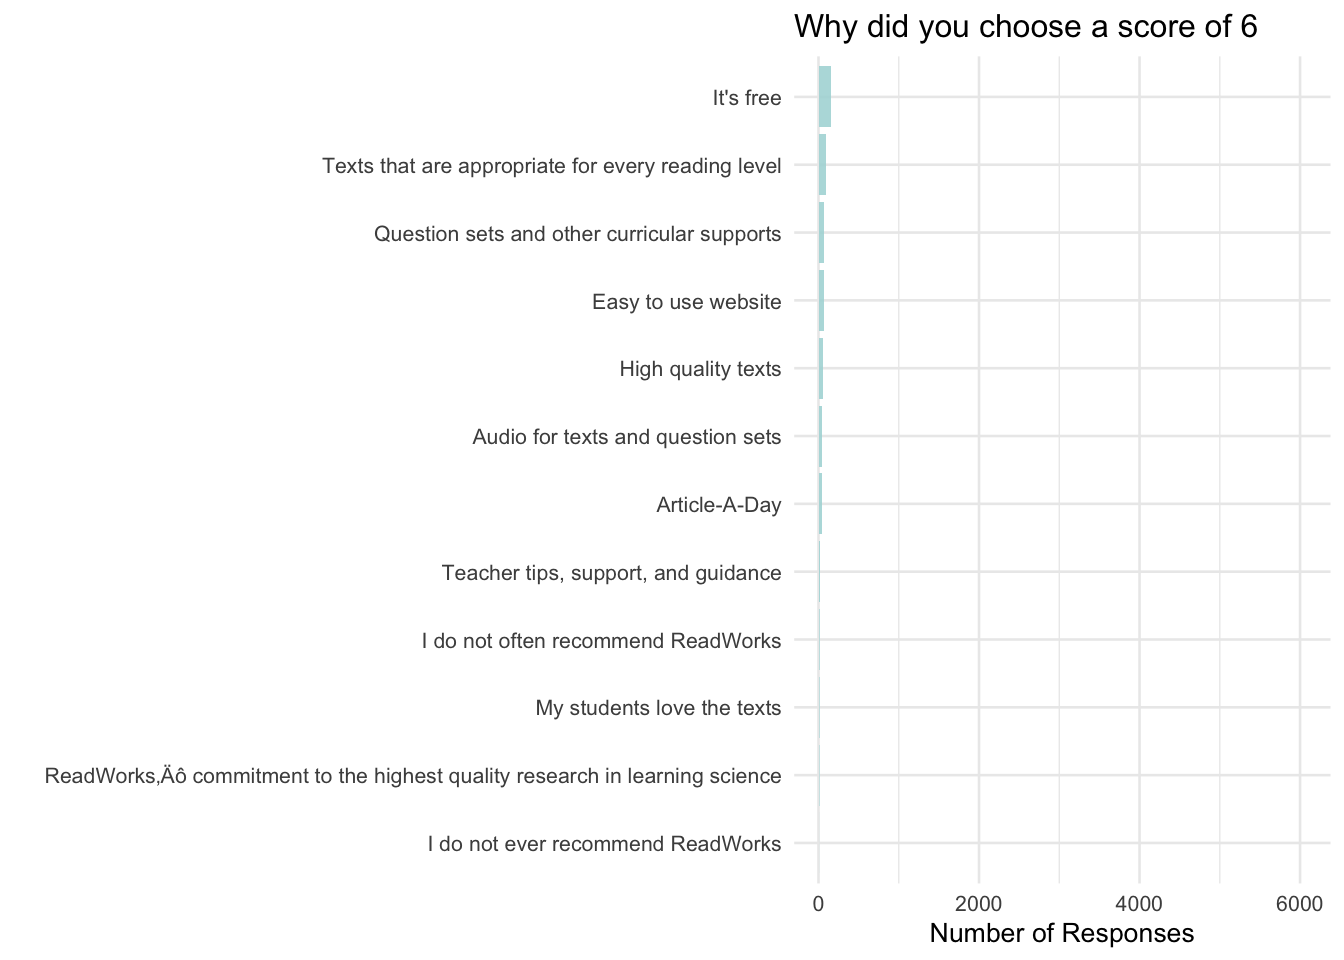 Why did you choose a score of 6
It's free
Texts that are appropriate for every reading level
Question sets and other curricular supports
Easy to use website
High quality texts
Audio for texts and question sets
Article-A-Day
Teacher tips, support, and guidance
I do not often recommend ReadWorks
My students love the texts
ReadWorks‚Äô commitment to the highest quality research in learning science
I do not ever recommend ReadWorks
0 2000 4000 6000
Number of Responses